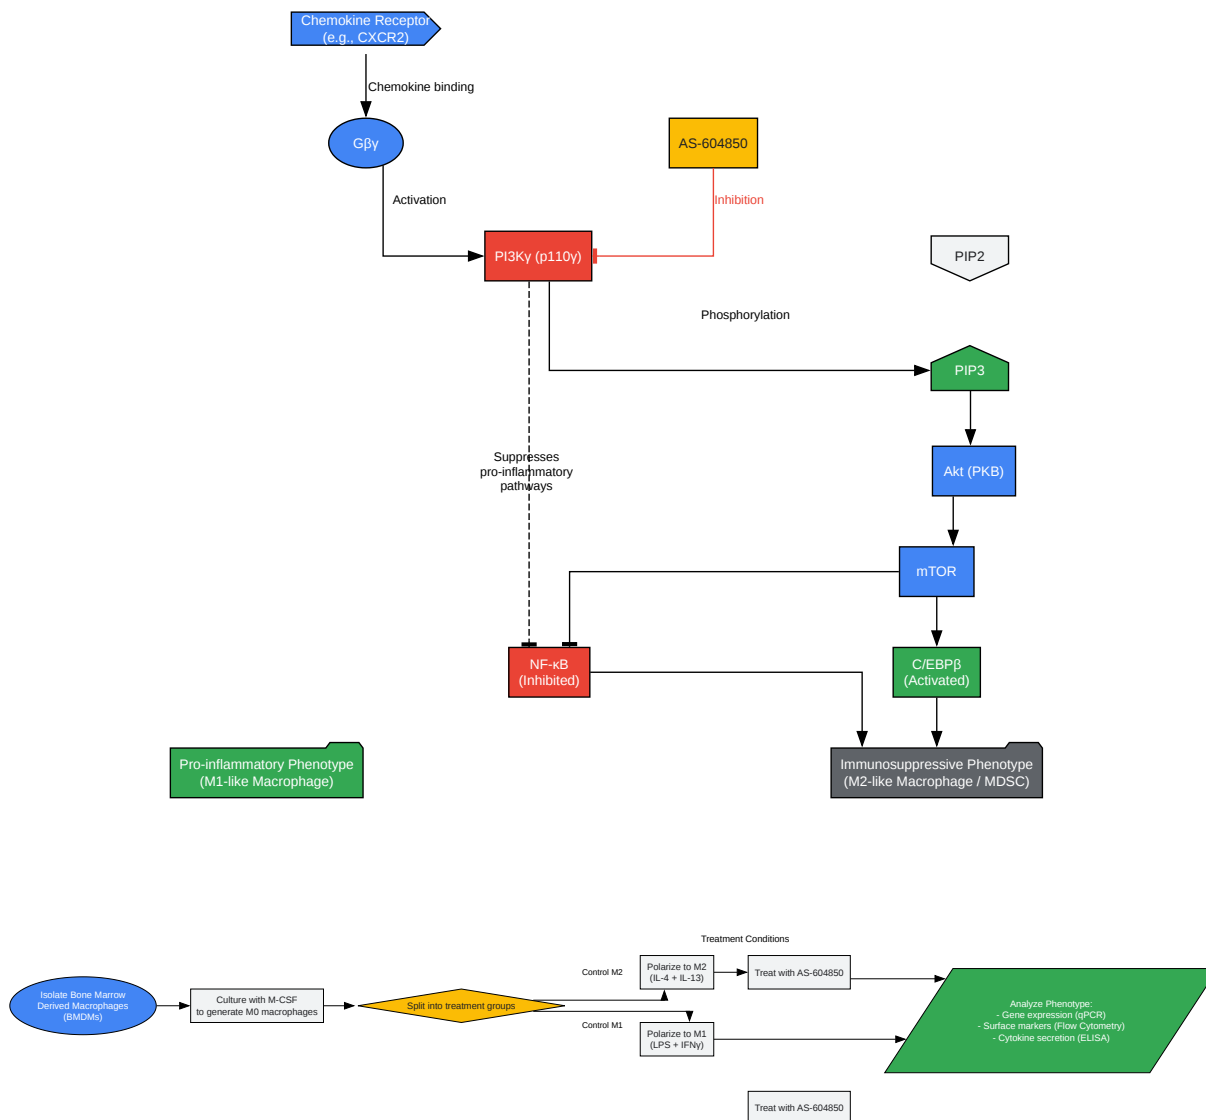 Chemokine Receptor
(e.g., CXCR2)
Chemokine binding
Gβγ
AS-604850
Activation
Inhibition
PI3Kγ (p110γ)
PIP2
Phosphorylation
PIP3
Suppresses
pro-inflammatory
pathways
Akt (PKB)
mTOR
NF-κB
(Inhibited)
C/EBPβ
(Activated)
Pro-inflammatory Phenotype
(M1-like Macrophage)
Immunosuppressive Phenotype
(M2-like Macrophage / MDSC)
Treatment Conditions
Isolate Bone Marrow
Derived Macrophages
(BMDMs)
Culture with M-CSF
to generate M0 macrophages
Split into treatment groups
Control M2
Polarize to M2
(IL-4 + IL-13)
Treat with AS-604850
Control M1
Polarize to M1
(LPS + IFNγ)
Analyze Phenotype:
- Gene expression (qPCR)
- Surface markers (Flow Cytometry)
- Cytokine secretion (ELISA)
Treat with AS-604850